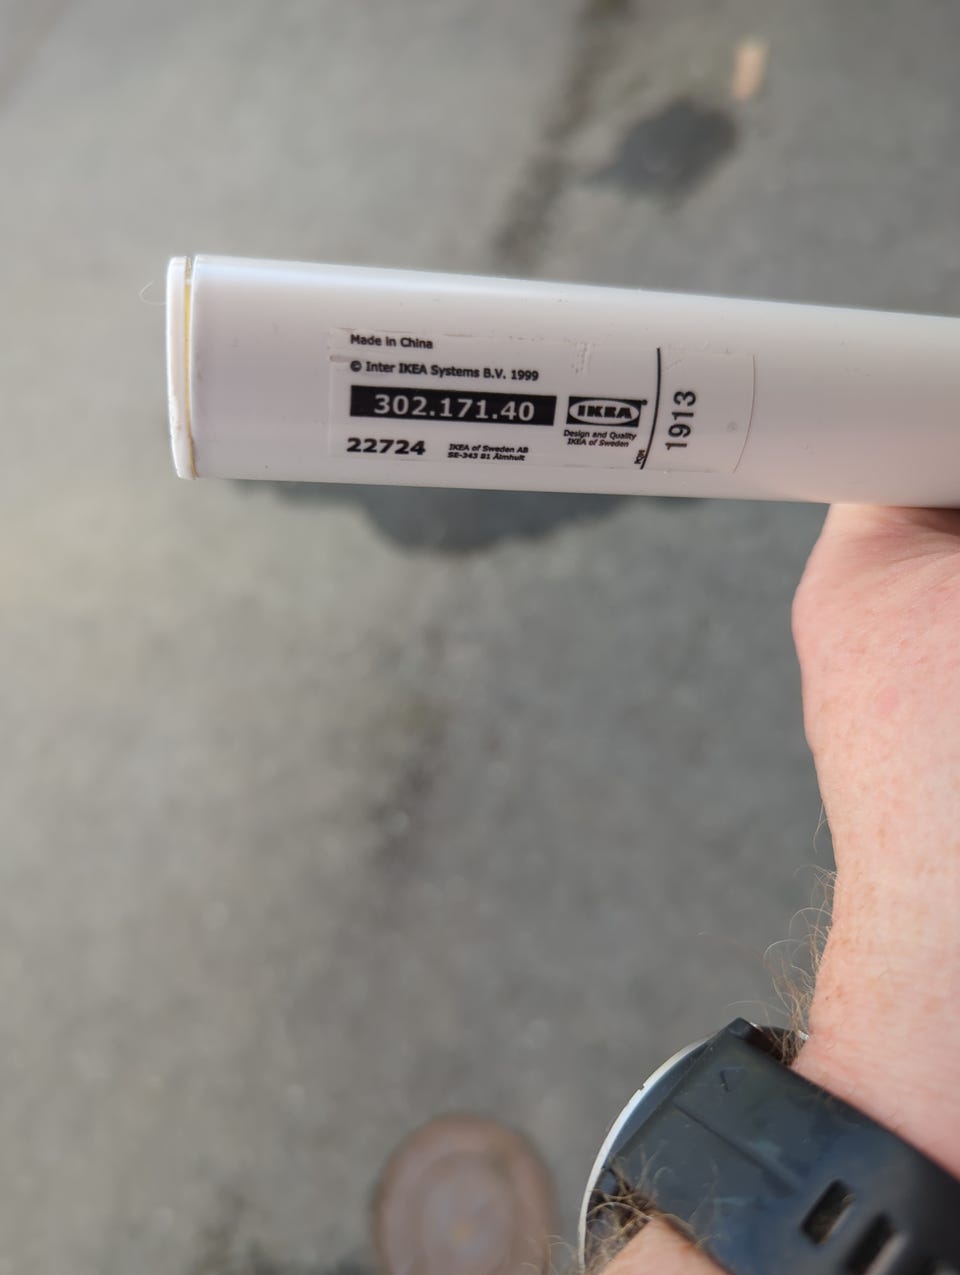 Made in China
© Inter IKEA Systems B.V. 1999
302.171.40
IKEA
Design and Quality
IKEA of Sweden
22724
IKEA of Sweden AB
SE-343 81 Älmhult
1913